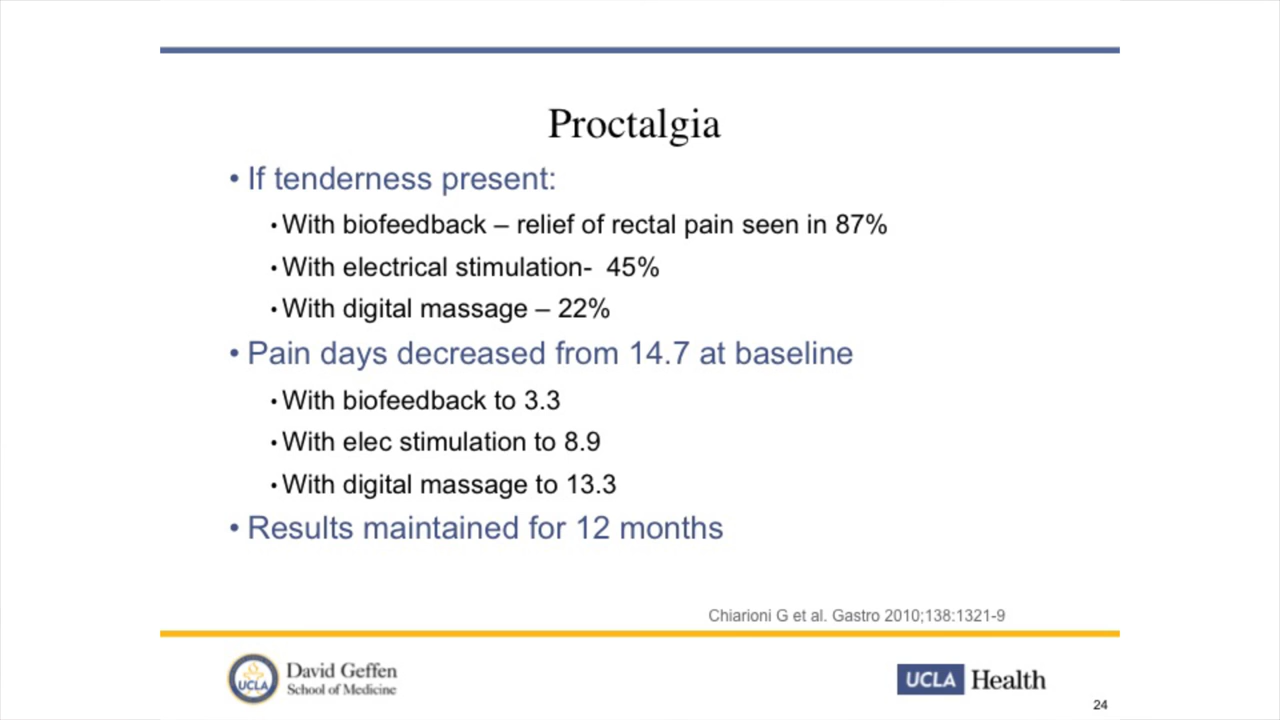 Proctalgia
• If tenderness present:
• With biofeedback – relief of rectal pain seen in 87%
• With electrical stimulation-  45%
• With digital massage – 22%
• Pain days decreased from 14.7 at baseline
• With biofeedback to 3.3
• With elec stimulation to 8.9
• With digital massage to 13.3
• Results maintained for 12 months
Chiarioni G et al. Gastro 2010;138:1321-9
UCLA
David Geffen
School of Medicine
UCLA Health
24